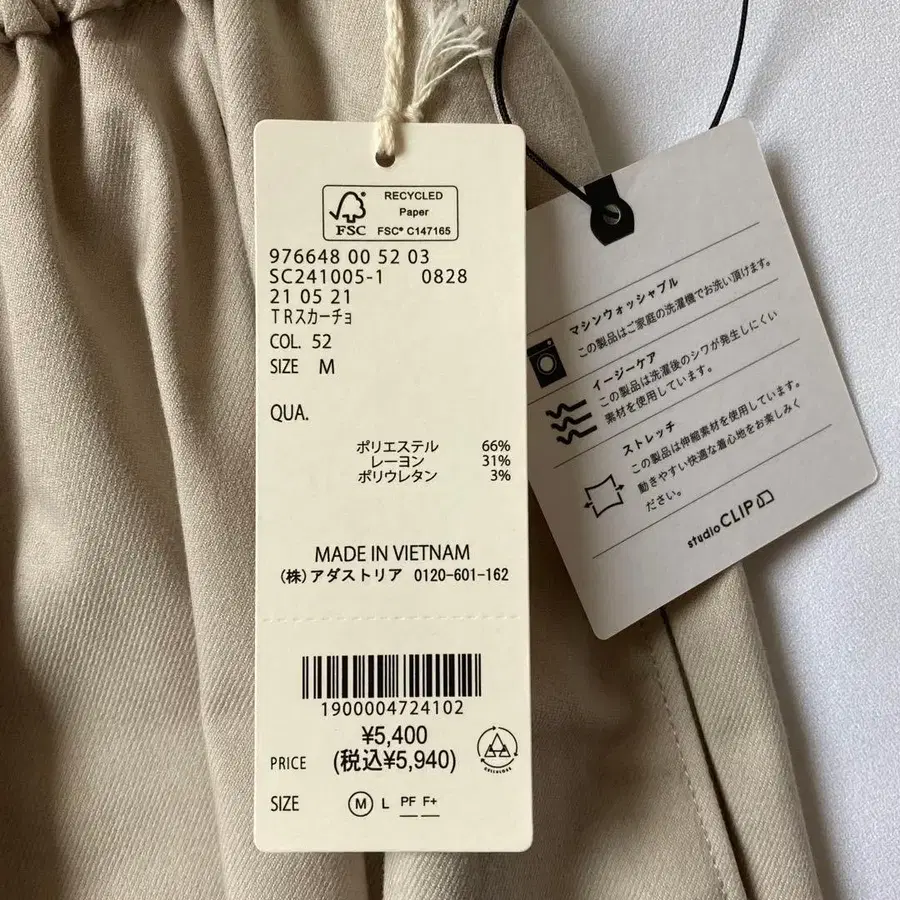 FSC
RECYCLED
Paper
FSC® C147165
976648 00 52 03
SC241005-1 0828
21 05 21
TRスカーチョ
COL. 52
SIZE M
QUA.
ポリエステル 66%
レーヨン 31%
ポリウレタン 3%
MADE IN VIETNAM
(株)アダストリア 0120-601-162
1900004724102
¥5,400
PRICE (税込¥5,940)
SIZE M L PF F+
マシンウォッシャブル
この製品はご家庭の洗濯機でお洗い頂けます。
イージーケア
この製品は洗濯後のシワが発生しにくい
素材を使用しています。
ストレッチ
この製品は伸縮素材を使用しています。
動きやすい快適な着心地をお楽しみく
ださい。
studio CLIP